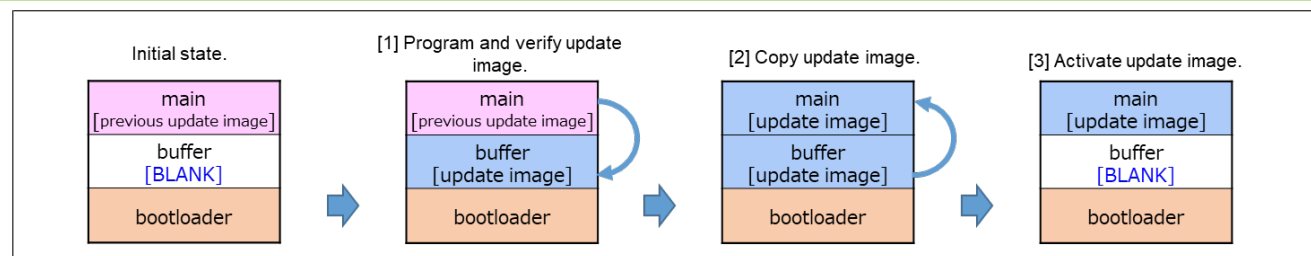 Initial state.
main
[previous update image]
buffer
[BLANK]
bootloader
[1] Program and verify update
image.
main
[previous update image]
buffer
[update image]
bootloader
[2] Copy update image.
main
[update image]
buffer
[update image]
bootloader
[3] Activate update image.
main
[update image]
buffer
[BLANK]
bootloader